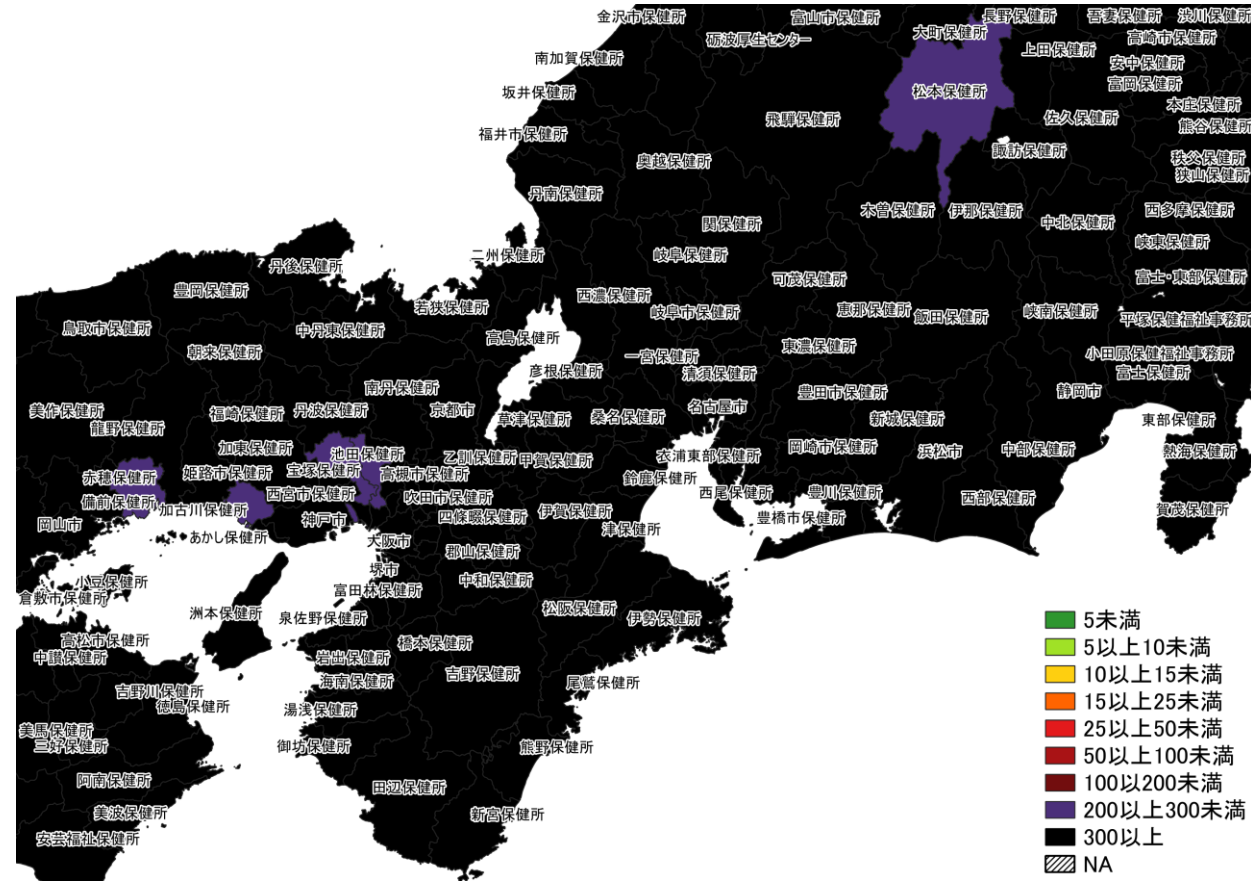 金沢市保健所
富山市保健所
長野保健所
吾妻保健所
渋川保健所
砺波厚生センター
大町保健所
高崎市保健所
南加賀保健所
上田保健所
安中保健所
富岡保健所
坂井保健所
松本保健所
本庄保健所
飛騨保健所
佐久保健所
熊谷保健所
福井市保健所
諏訪保健所
奥越保健所
秩父保健所
狭山保健所
丹南保健所
木曽保健所
伊那保健所
中北保健所
西多摩保健所
関保健所
峡東保健所
二州保健所
岐阜保健所
丹後保健所
可茂保健所
富士・東部保健所
豊岡保健所
西濃保健所
若狭保健所
岐阜市保健所
恵那保健所
飯田保健所
峡南保健所
平塚保健福祉事務所
鳥取市保健所
中丹東保健所
高島保健所
朝来保健所
一宮保健所
東濃保健所
小田原保健福祉事務所
彦根保健所
清須保健所
富士保健所
南丹保健所
豊田市保健所
静岡市
美作保健所
福崎保健所
丹波保健所
京都市
草津保健所
桑名保健所
名古屋市
新城保健所
東部保健所
龍野保健所
加東保健所
池田保健所
乙訓保健所
甲賀保健所
衣浦東部保健所
岡崎市保健所
浜松市
中部保健所
熱海保健所
赤穂保健所
姫路市保健所
宝塚保健所
高槻市保健所
鈴鹿保健所
備前保健所
加古川保健所
西宮市保健所
吹田市保健所
西尾保健所
豊川保健所
西部保健所
岡山市
神戸市
四條畷保健所
伊賀保健所
豊橋市保健所
賀茂保健所
あかし保健所
大阪市
津保健所
郡山保健所
堺市
小豆保健所
中和保健所
倉敷市保健所
富田林保健所
洲本保健所
泉佐野保健所
松阪保健所
伊勢保健所
高松市保健所
橋本保健所
中讃保健所
岩出保健所
吉野保健所
海南保健所
尾鷲保健所
吉野川保健所
徳島保健所
湯浅保健所
美馬保健所
三好保健所
御坊保健所
熊野保健所
阿南保健所
田辺保健所
美波保健所
新宮保健所
安芸福祉保健所
5未満
5以上10未満
10以上15未満
15以上25未満
25以上50未満
50以上100未満
100以200未満
200以上300未満
300以上
NA